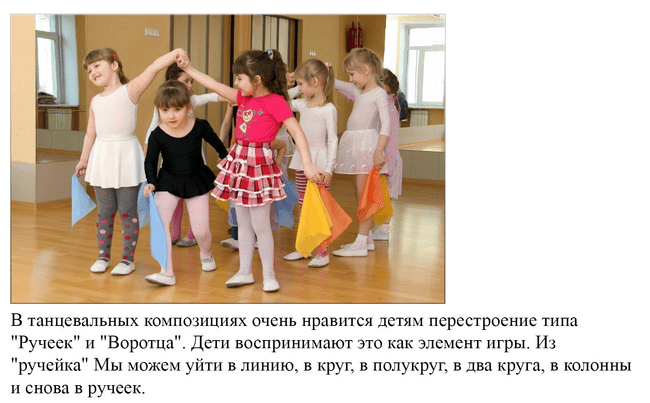 В танцевальных композициях очень нравится детям перестроение типа
"Ручеек" и "Воротца". Дети воспринимают это как элемент игры. Из
"ручейка" Мы можем уйти в линию, в круг, в полукруг, в два круга, в колонны
и снова в ручеек.